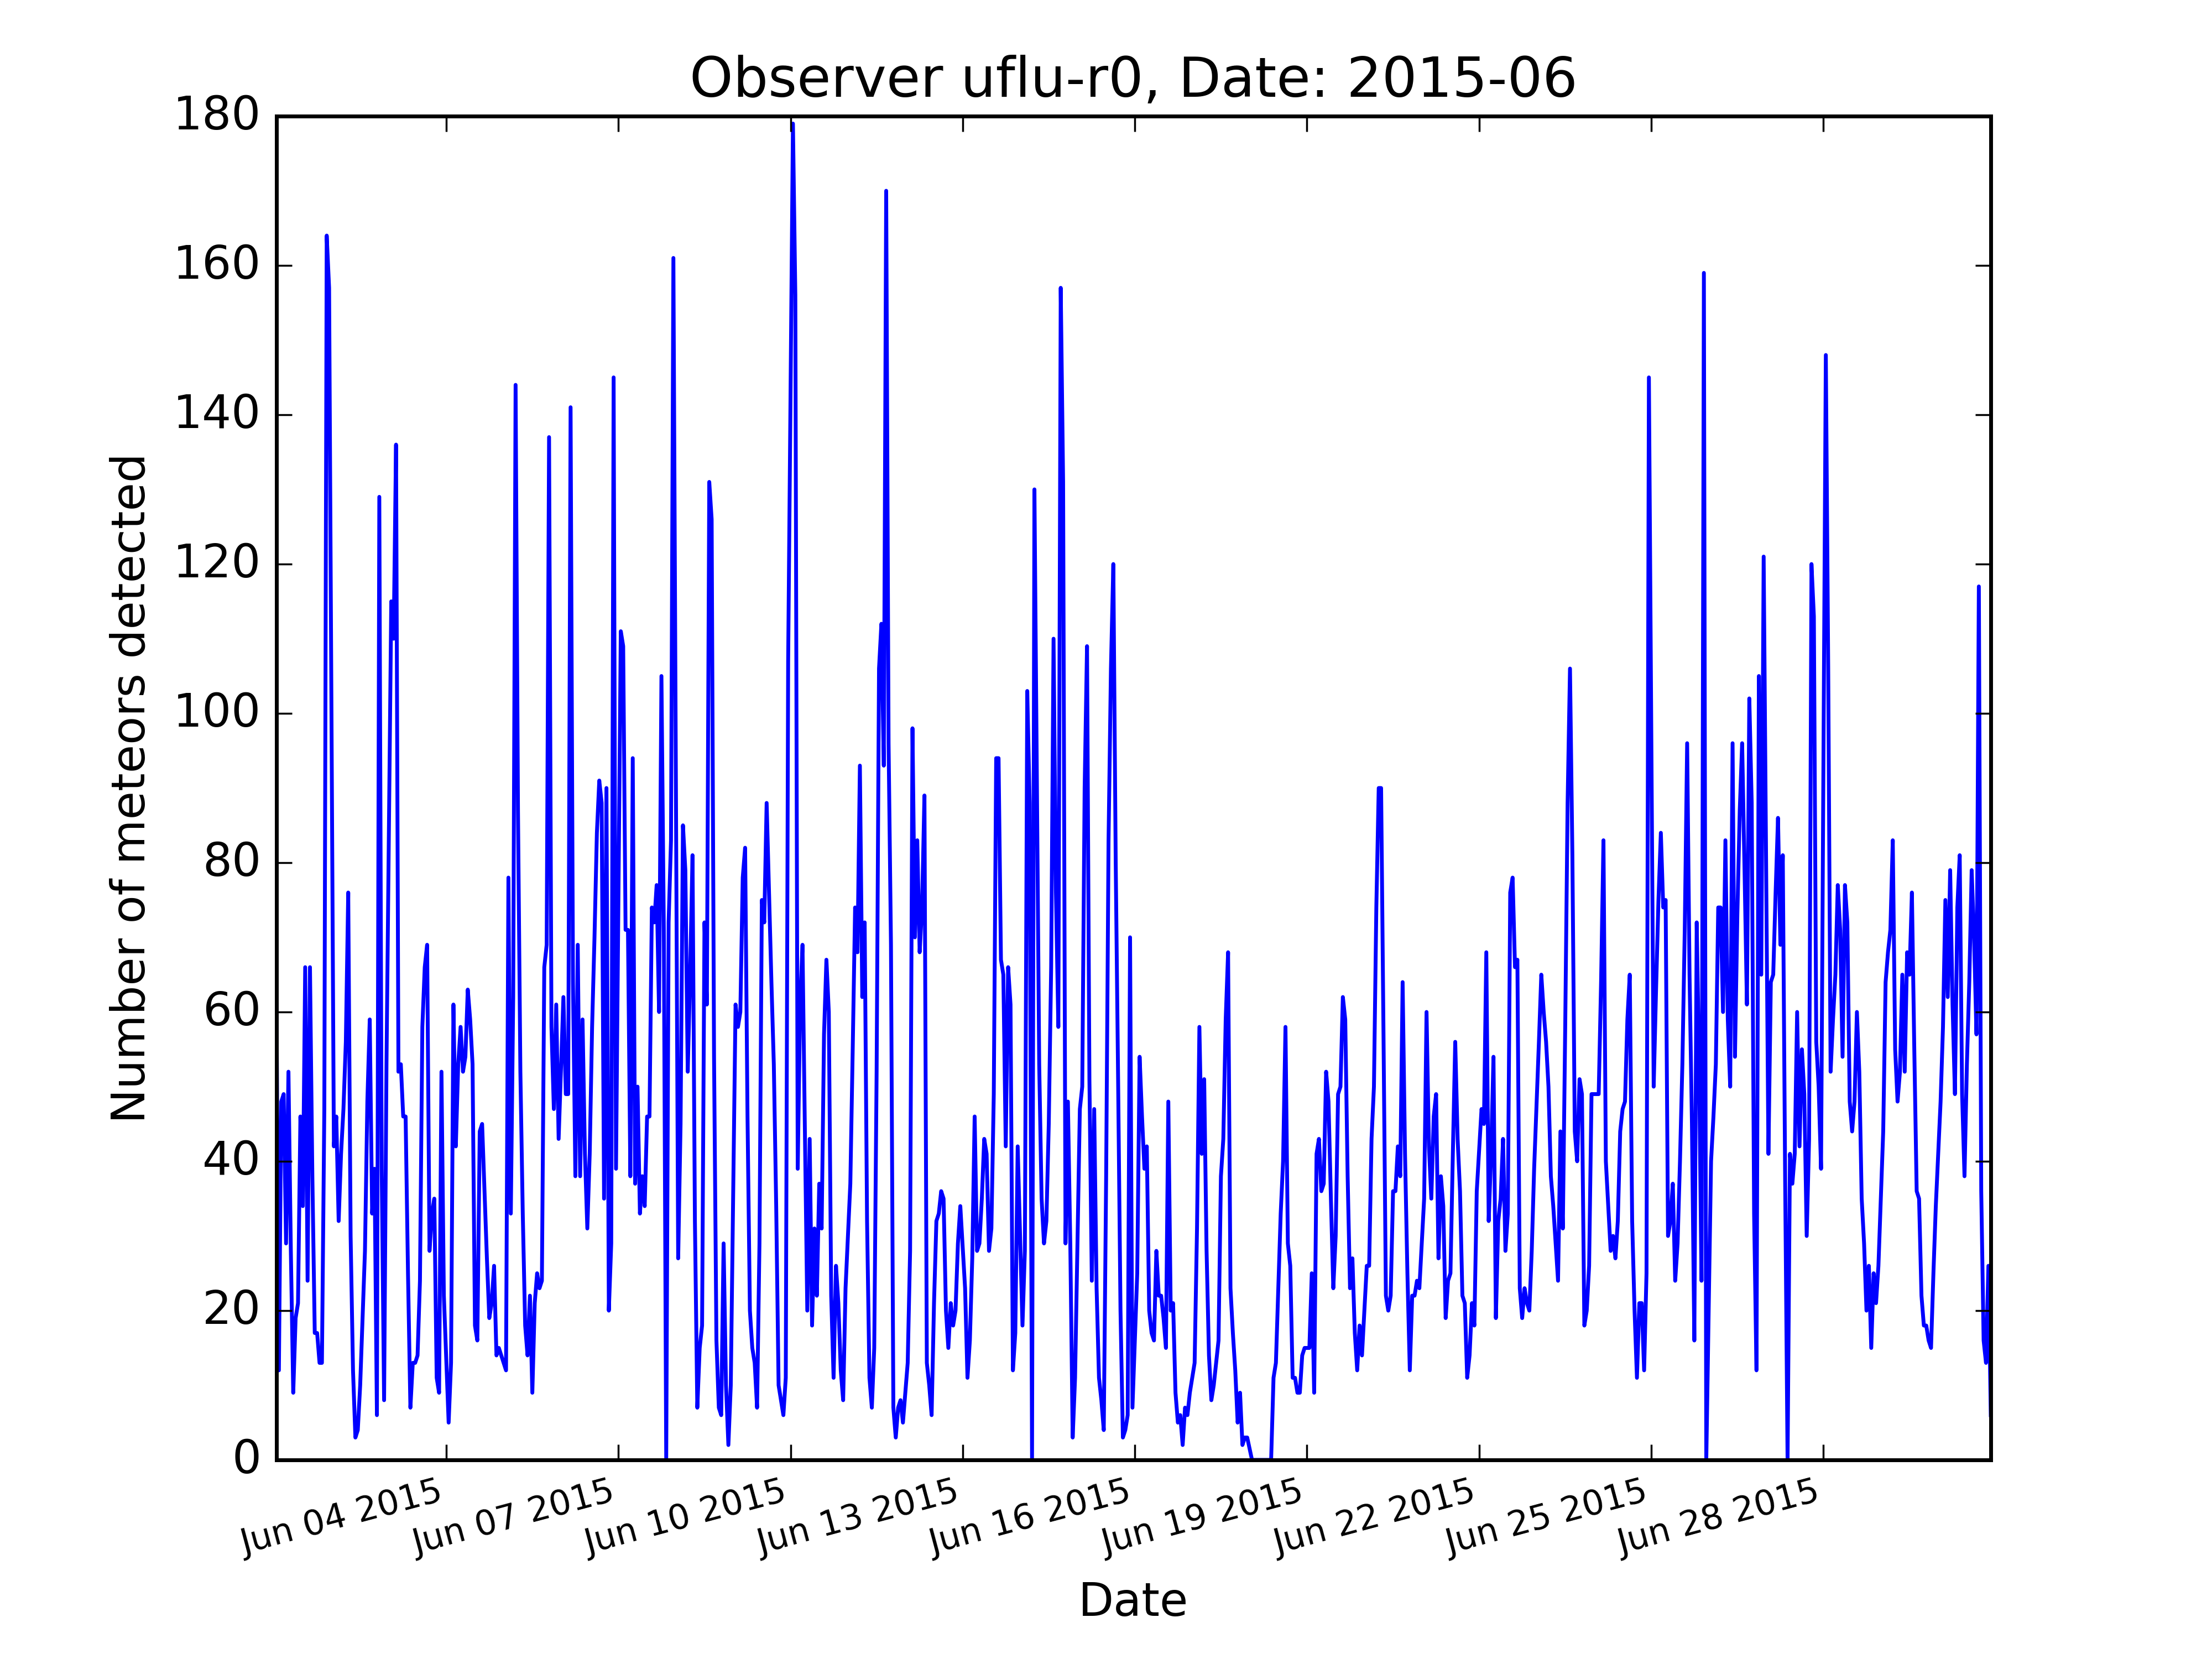 Observer uflu-r0, Date: 2015-06
Number of meteors detected
180
160
140
120
100
80
60
40
20
0
Jun 04 2015
Jun 07 2015
Jun 10 2015
Jun 13 2015
Jun 16 2015
Jun 19 2015
Jun 22 2015
Jun 25 2015
Jun 28 2015
Date